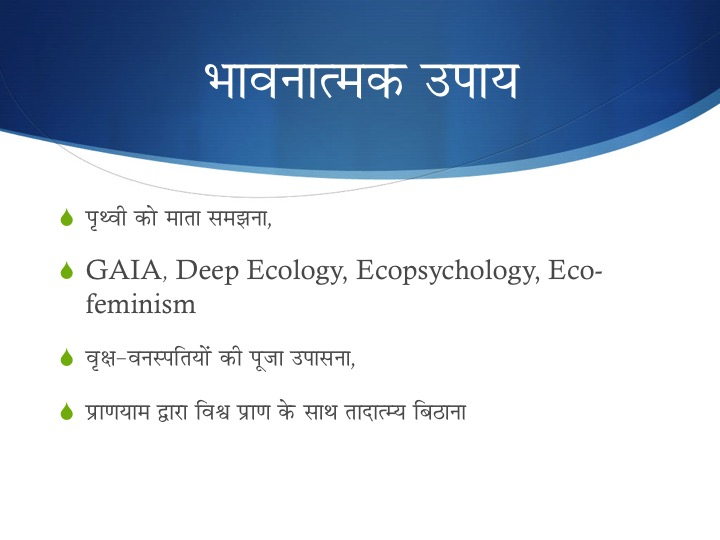 भावनात्मक उपाय
पृथ्वी को माता समझना,
GAIA, Deep Ecology, Ecopsychology, Eco-
feminism
वृक्ष-वनस्पतियों की पूजा उपासना,
प्राणयाम द्वारा विश्व प्राण के साथ तादात्म्य बिठाना